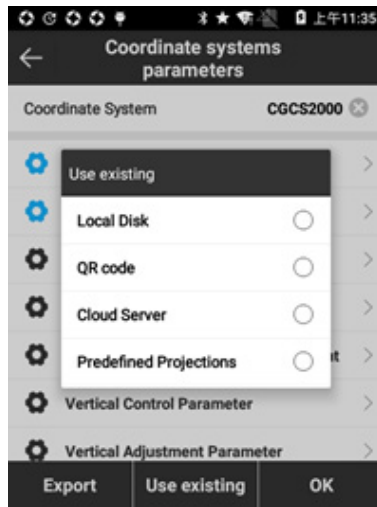 上午11:35
Coordinate systems
parameters
Coordinate System CGCS2000
Use existing
Local Disk
QR code
Cloud Server
Predefined Projections
Vertical Control Parameter
Vertical Adjustment Parameter
Export Use existing OK